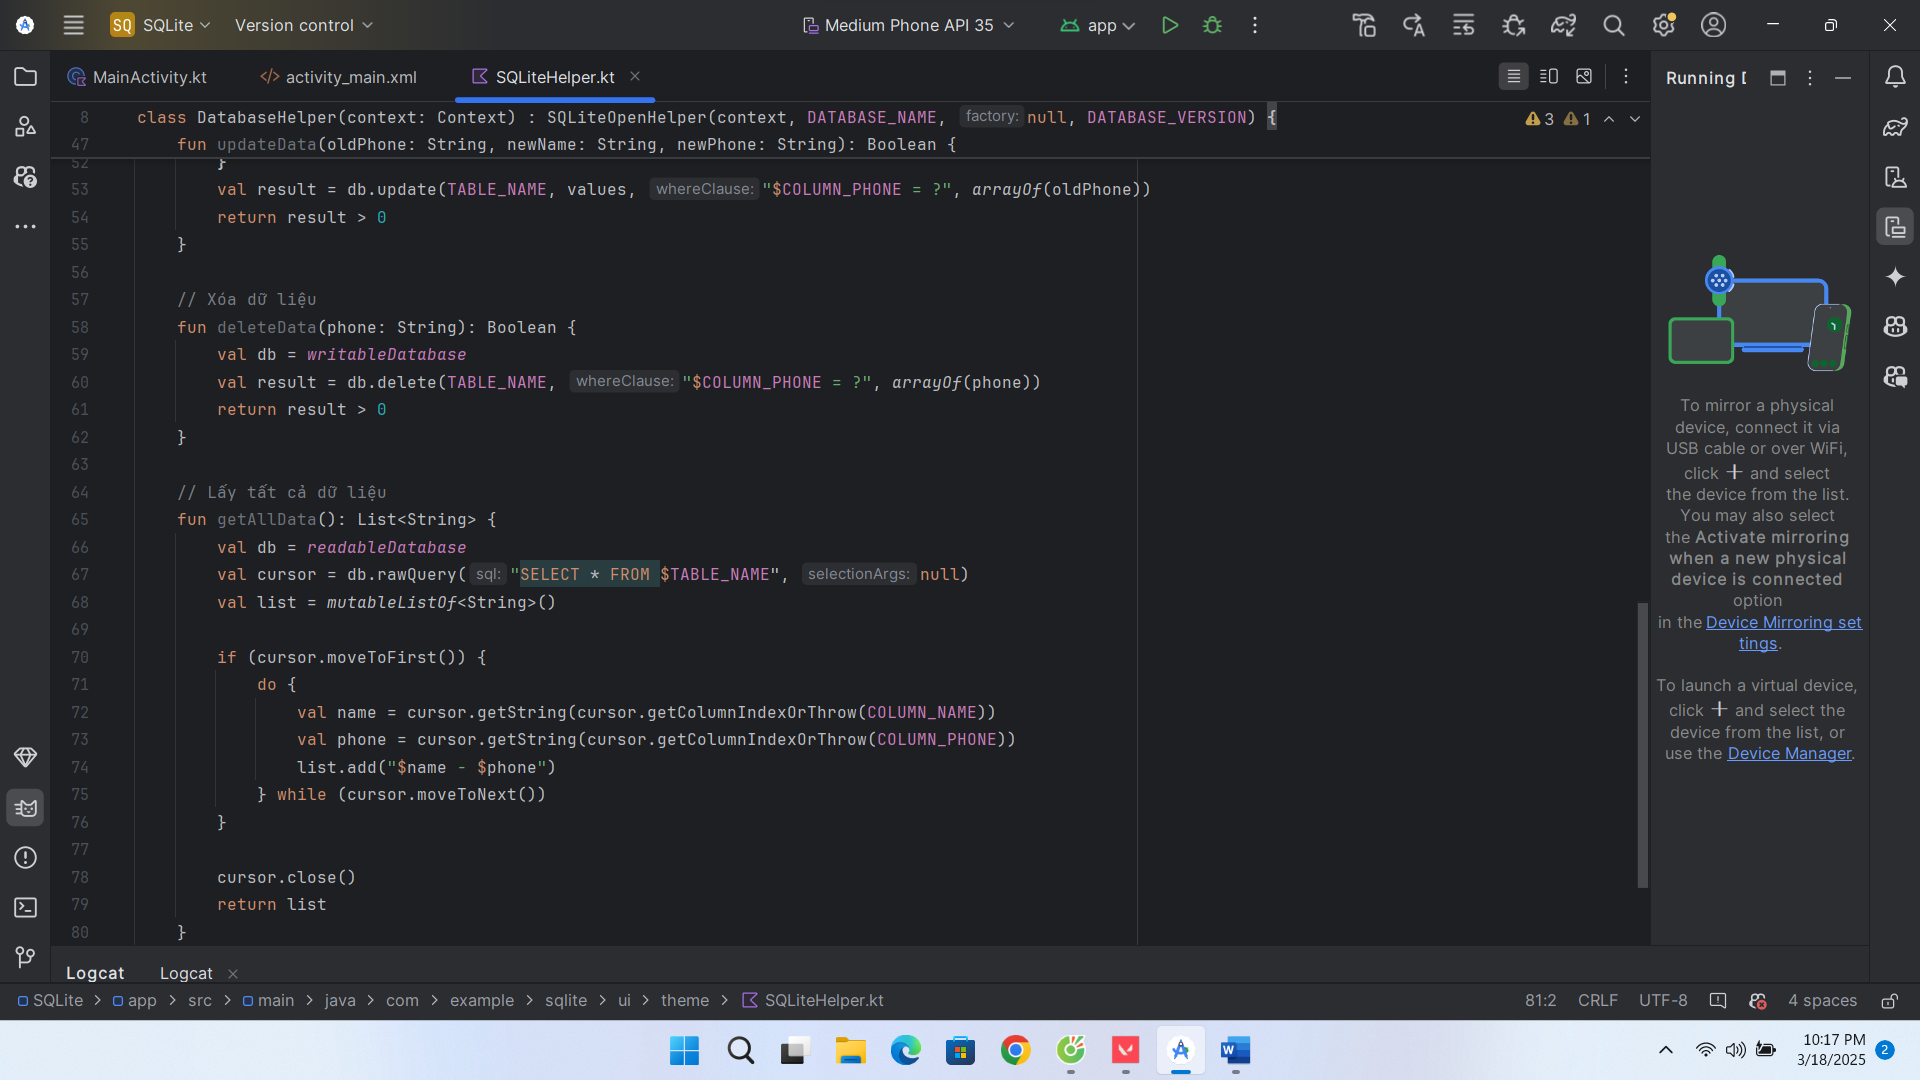 SQ SQLite Version control Medium Phone API 35 app
MainActivity.kt activity_main.xml SQLiteHelper.kt Running D
8 class DatabaseHelper(context: Context) : SQLiteOpenHelper(context, DATABASE_NAME, factory: null, DATABASE_VERSION) {
3 1
47 fun updateData(oldPhone: String, newName: String, newPhone: String): Boolean {
52 }
53 val result = db.update(TABLE_NAME, values, whereClause: "$COLUMN_PHONE = ?", arrayOf(oldPhone))
54 return result > 0
55 }
56
57 // Xóa dữ liệu
58 fun deleteData(phone: String): Boolean {
59 val db = writableDatabase
60 val result = db.delete(TABLE_NAME, whereClause: "$COLUMN_PHONE = ?", arrayOf(phone))
61 return result > 0
62 }
63
64 // Lấy tất cả dữ liệu
65 fun getAllData(): List<String> {
66 val db = readableDatabase
67 val cursor = db.rawQuery( sql: "SELECT * FROM $TABLE_NAME", selectionArgs: null)
68 val list = mutableListOf<String>()
69
70 if (cursor.moveToFirst()) {
71 do {
72 val name = cursor.getString(cursor.getColumnIndexOrThrow(COLUMN_NAME))
73 val phone = cursor.getString(cursor.getColumnIndexOrThrow(COLUMN_PHONE))
74 list.add("$name - $phone")
75 } while (cursor.moveToNext())
76 }
77
78 cursor.close()
79 return list
80 }
To mirror a physical
device, connect it via
USB cable or over WiFi,
click + and select
the device from the list.
You may also select
the Activate mirroring
when a new physical
device is connected
option
in the Device Mirroring set
tings.
To launch a virtual device,
click + and select the
device from the list, or
use the Device Manager.
Logcat Logcat
SQLite > app > src > main > java > com > example > sqlite > ui > theme > SQLiteHelper.kt
81:2 CRLF UTF-8 4 spaces
10:17 PM
3/18/2025
2